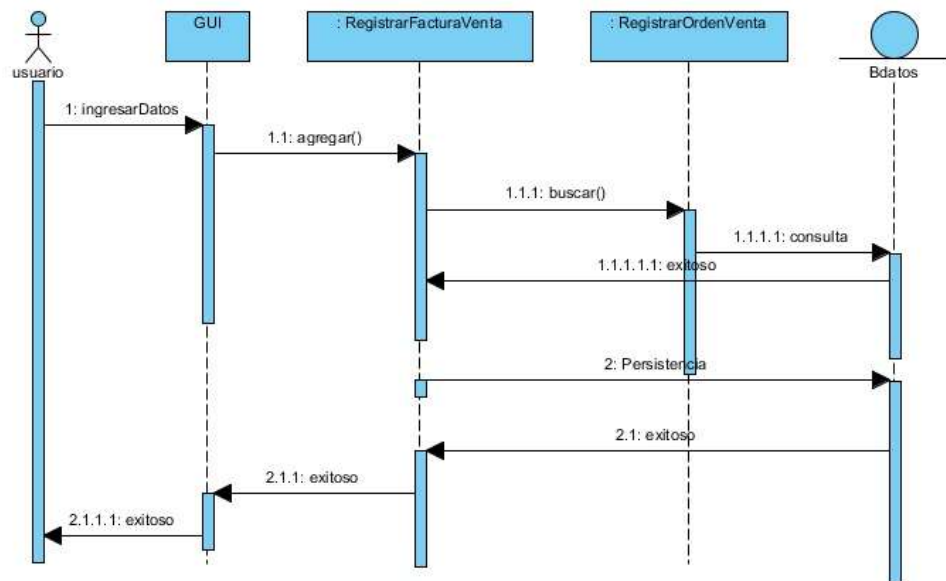 GUI
: RegistrarFacturaVenta
: RegistrarOrdenVenta
usuario
Bdatos
1: ingresarDatos
1.1: agregar()
1.1.1: buscar()
1.1.1.1: consulta
1.1.1.1.1: exitoso
2: Persistencia
2.1: exitoso
2.1.1: exitoso
2.1.1.1: exitoso